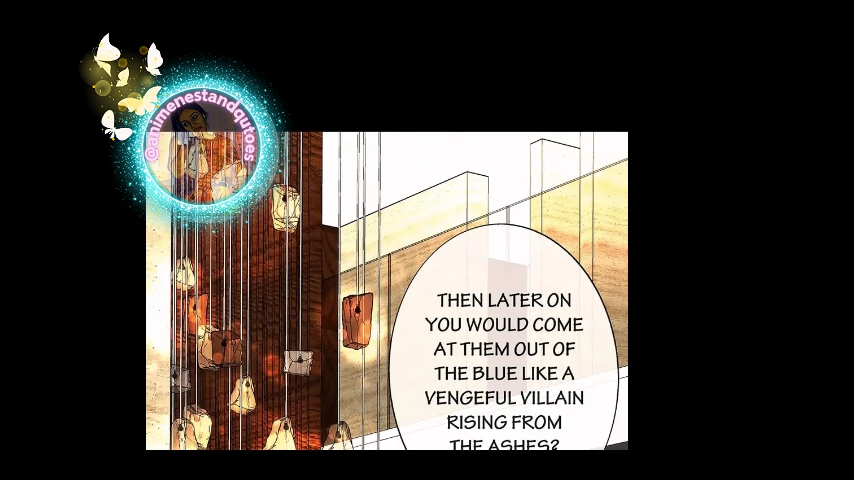 @animenestandqutoes
THEN LATER ON
YOU WOULD COME
AT THEM OUT OF
THE BLUE LIKE A
VENGEFUL VILLAIN
RISING FROM
THE ASHES?